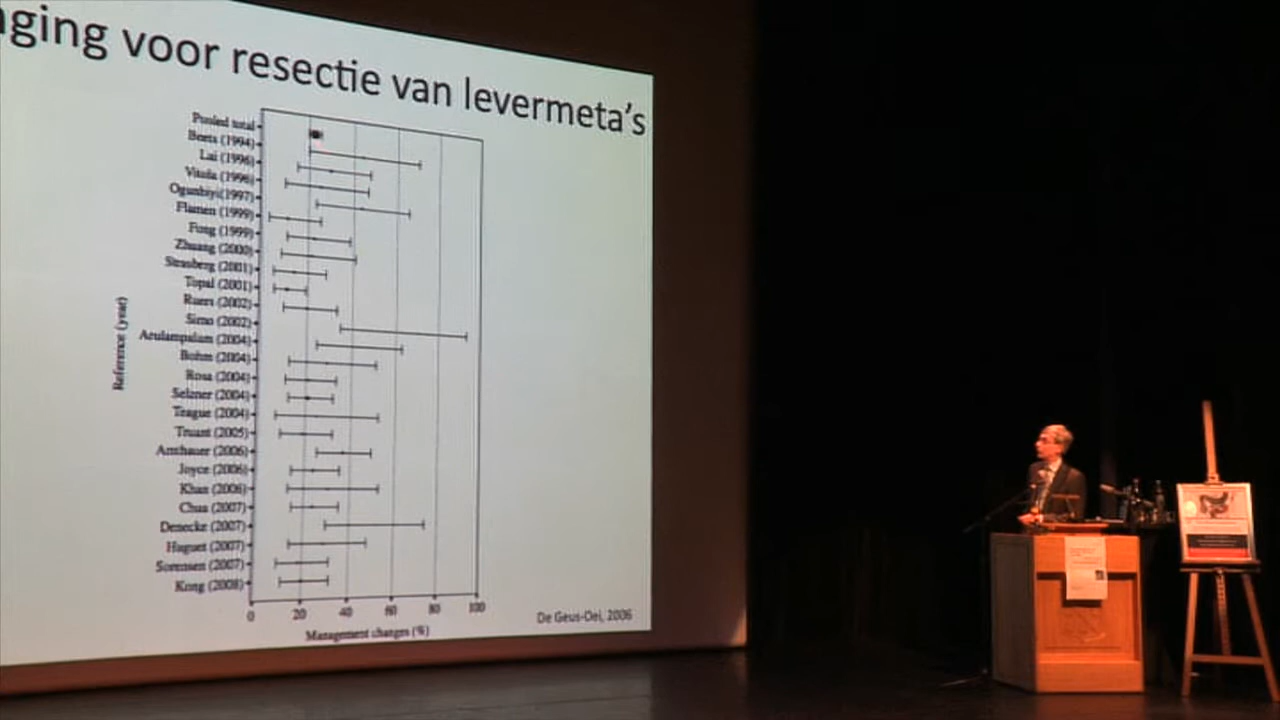 ging voor resectie van levermeta's
Pooled total
Beets (1994)
Lai (1996)
Vitola (1996)
Ogunbiyi (1997)
Flamen (1999)
Fong (1999)
Zhuang (2000)
Strasberg (2001)
Topal (2001)
Ruers (2002)
Simo (2002)
Arulampalam (2004)
Bohm (2004)
Rosa (2004)
Selzner (2004)
Teague (2004)
Truant (2005)
Amthauer (2006)
Joyce (2006)
Khan (2006)
Chua (2007)
Denecke (2007)
Huguet (2007)
Sorensen (2007)
Kong (2008)
Reference (year)
0 20 40 60 80 100
Management changes (%)
De Geus-Oei, 2006